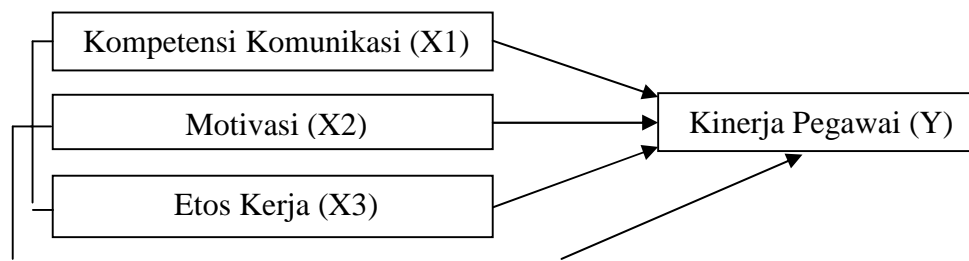 Kompetensi Komunikasi (X1)
Motivasi (X2)
Kinerja Pegawai (Y)
Etos Kerja (X3)